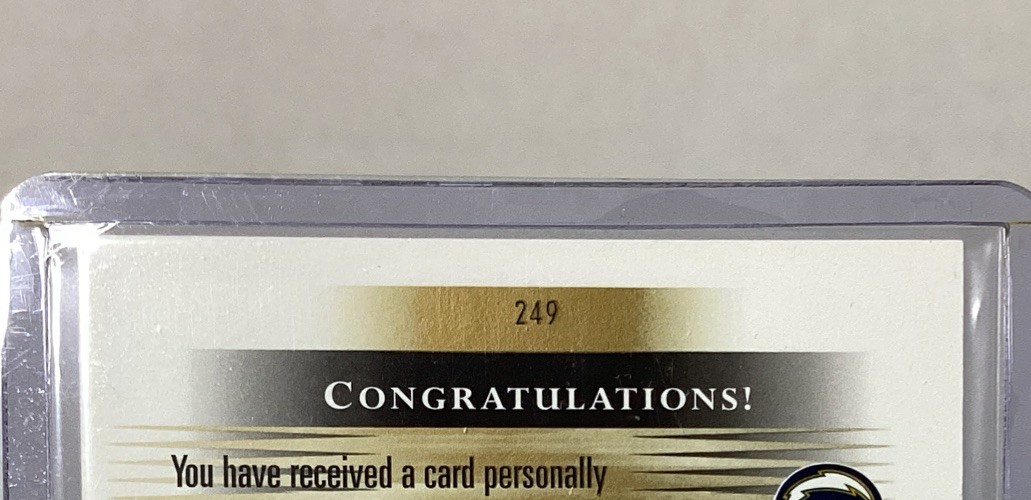 249
CONGRATULATIONS!
You have received a card personally